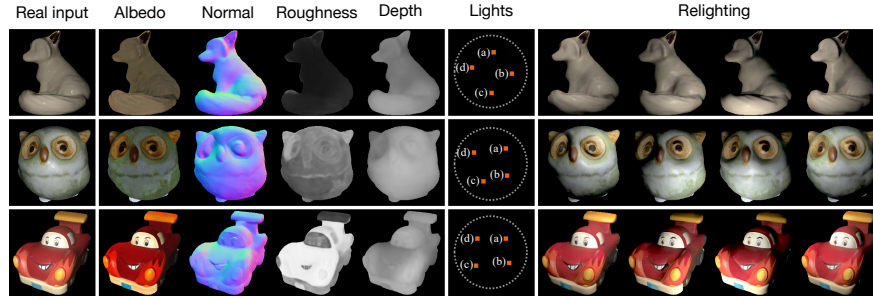 Real input Albedo Normal Roughness Depth Lights Relighting
(a)
(d)
(b)
(c)
(a)
(d)
(b)
(c)
(d) (a)
(b)
(c)